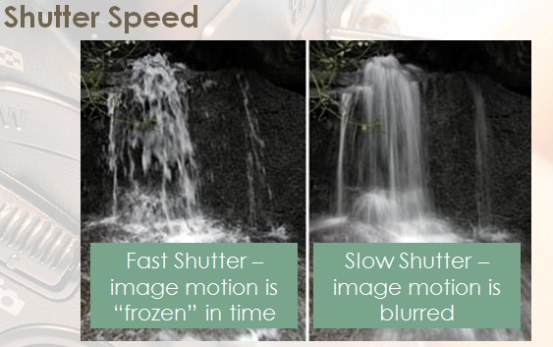 Shutter Speed
Fast Shutter –
image motion is
“frozen” in time
Slow Shutter –
image motion is
blurred